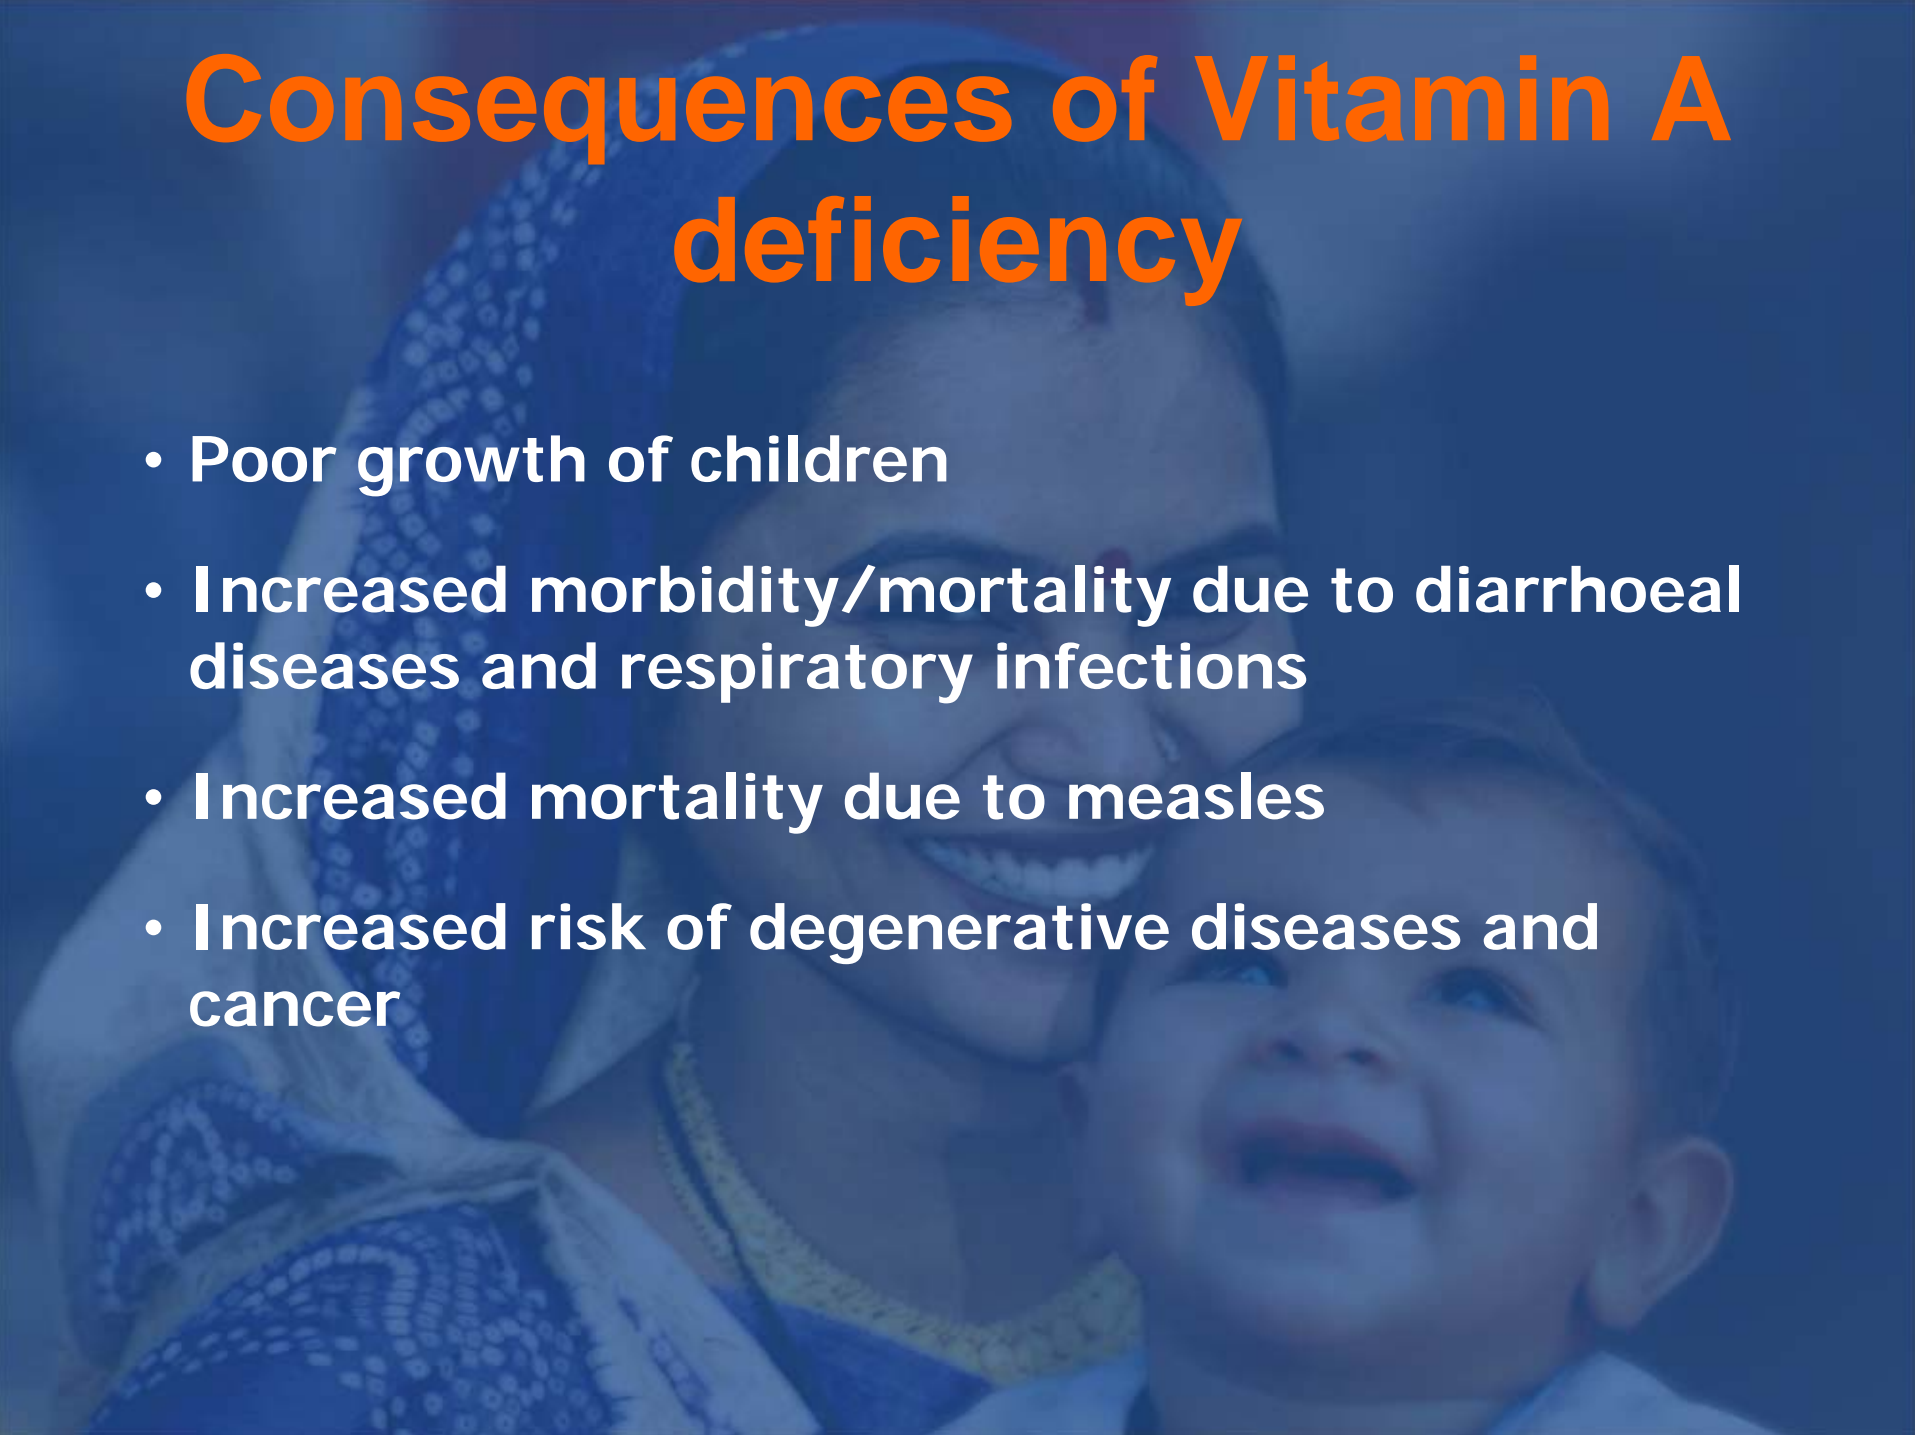 Consequences of Vitamin A
deficiency
• Poor growth of children
• Increased morbidity/mortality due to diarrhoeal
diseases and respiratory infections
• Increased mortality due to measles
• Increased risk of degenerative diseases and
cancer